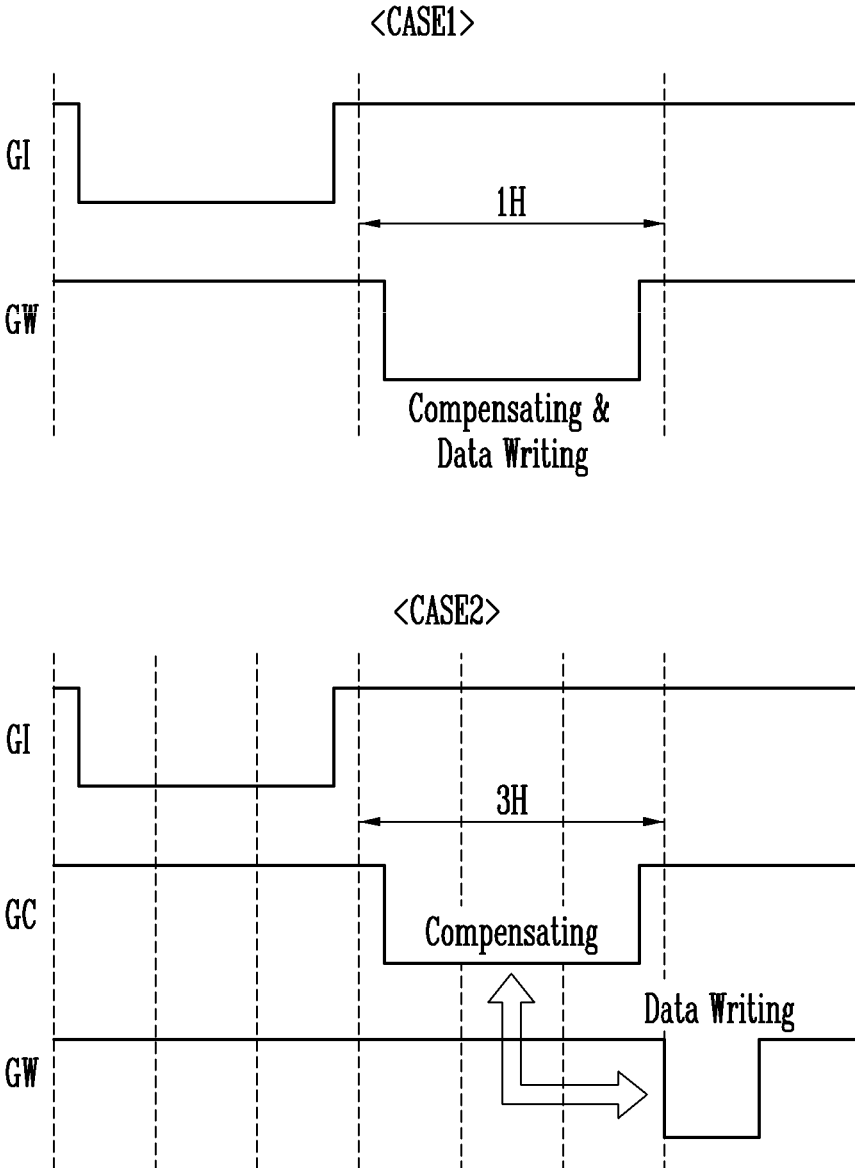 <CASE1>
GI
1H
GW
Compensating &
Data Writing
<CASE2>
GI
3H
GC
Compensating
Data Writing
GW